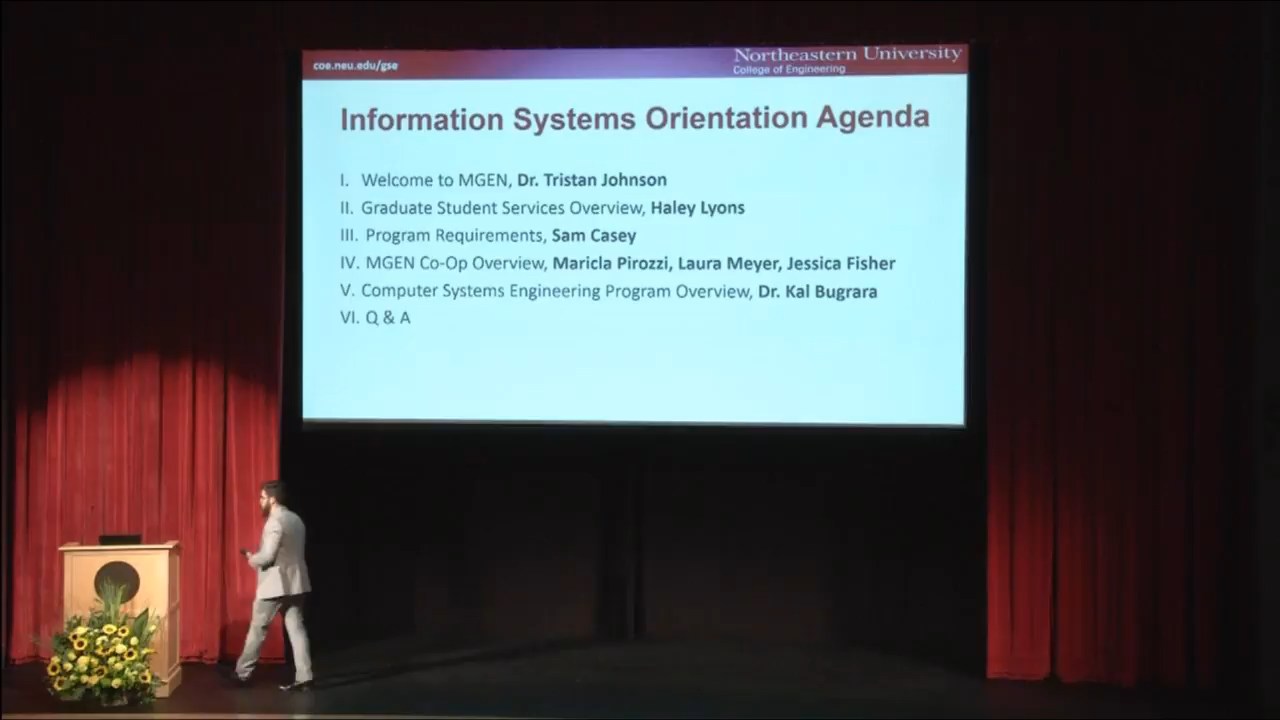 coe.neu.edu/gse
Northeastern University
College of Engineering
Information Systems Orientation Agenda
I. Welcome to MGEN, Dr. Tristan Johnson
II. Graduate Student Services Overview, Haley Lyons
III. Program Requirements, Sam Casey
IV. MGEN Co-Op Overview, Maricla Pirozzi, Laura Meyer, Jessica Fisher
V. Computer Systems Engineering Program Overview, Dr. Kal Bugrara
VI. Q & A